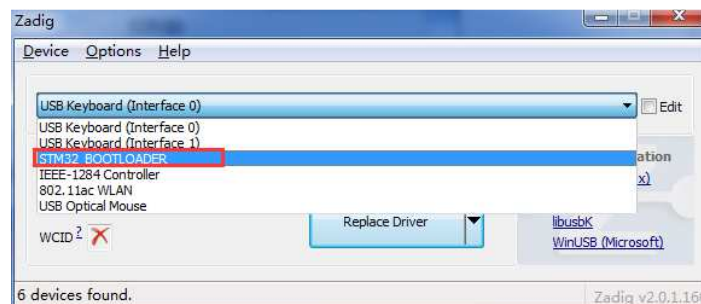 Zadig
Device Options Help
USB Keyboard (Interface 0)
Edit
USB Keyboard (Interface 0)
USB Keyboard (Interface 1)
STM32 BOOTLOADER
IEEE-1284 Controller
802.11ac WLAN
USB Optical Mouse
ation
x)
WCID ?
Replace Driver
libusbK
WinUSB (Microsoft)
6 devices found.
Zadig v2.0.1.16